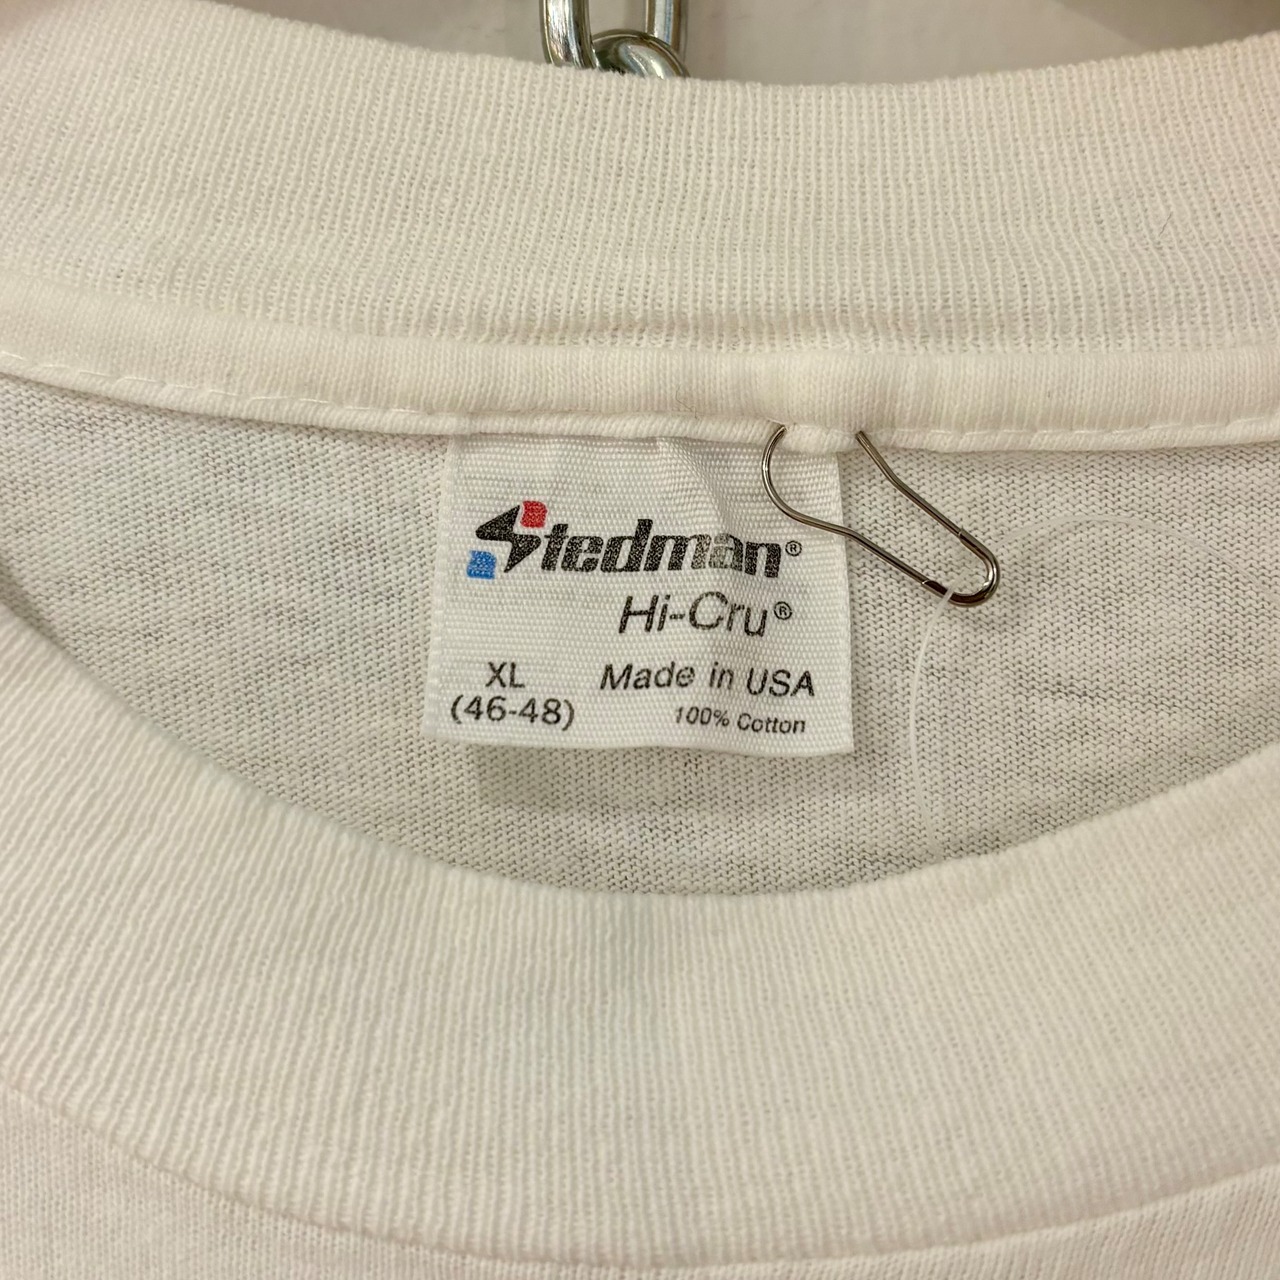 Stedman®
Hi-Cru®
XL
(46-48)
Made in USA
100% Cotton